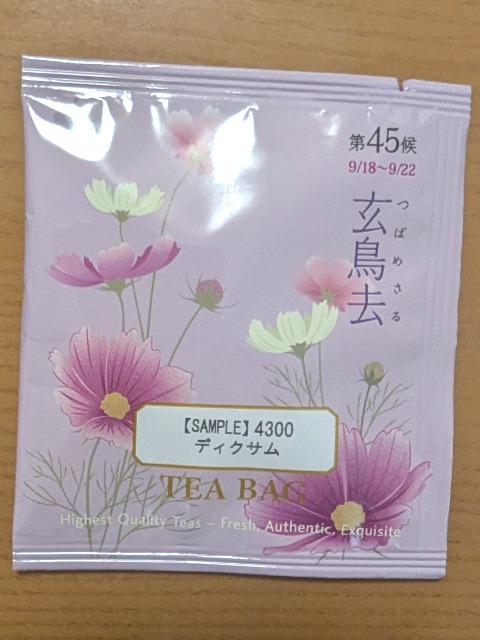 第45候
9/18～9/22
玄鳥去
つばめさる
【SAMPLE】4300
ディクサム
TEA BAG
Highest Quality Teas – Fresh, Authentic, Exquisite